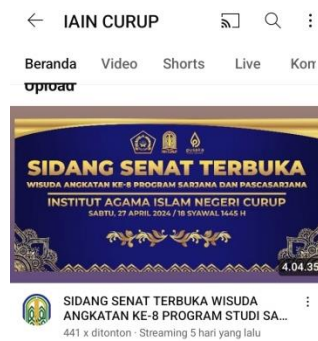 IAIN CURUP
Beranda Video Shorts Live Kon
Upload
SIDANG SENAT TERBUKA
WISUDA ANGKATAN KE-8 PROGRAM SARJANA DAN PASCASARJANA
INSTITUT AGAMA ISLAM NEGERI CURUP
SABTU, 27 APRIL 2024 / 18 SYAWAL 1445 H
4.04.35
SIDANG SENAT TERBUKA WISUDA
ANGKATAN KE-8 PROGRAM STUDI SA...
441 x ditonton · Streaming 5 hari yang lalu